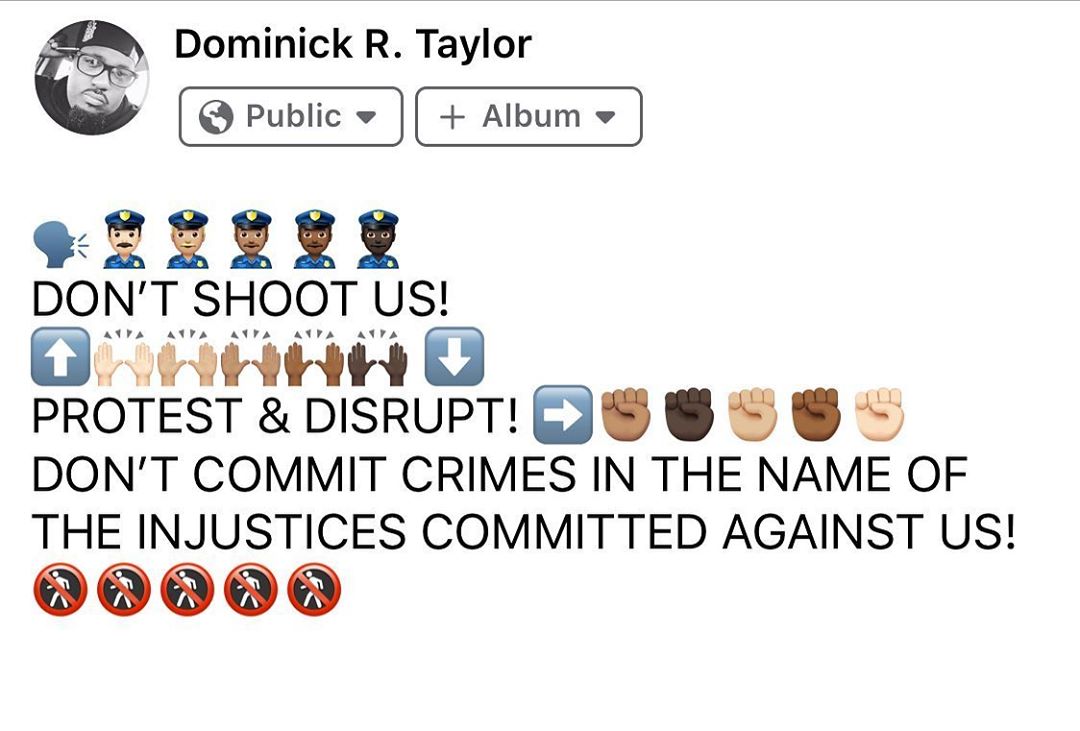 Dominick R. Taylor
Public
+ Album
DON’T SHOOT US!
PROTEST & DISRUPT!
DON’T COMMIT CRIMES IN THE NAME OF
THE INJUSTICES COMMITTED AGAINST US!